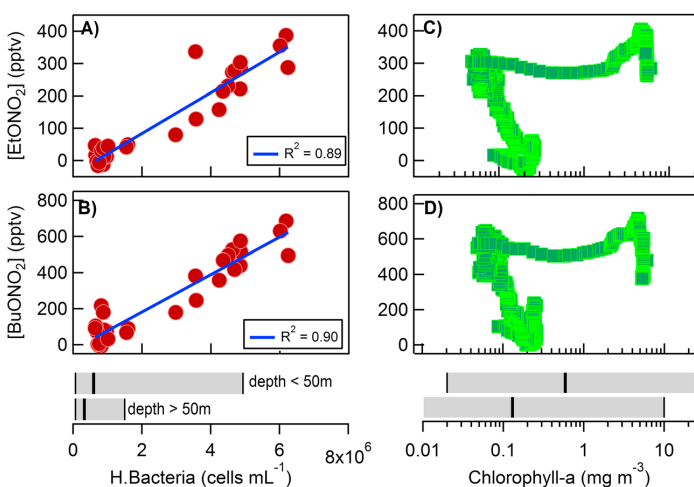 A)
[EtONO2] (pptv)
400
300
200
100
0
R² = 0.89
C)
400
300
200
100
0
B)
[BuONO2] (pptv)
800
600
400
200
0
R² = 0.90
D)
800
600
400
200
0
depth < 50m
depth > 50m
0 2 4 6 8x10⁶
H.Bacteria (cells mL⁻¹)
0.01 0.1 1 10
Chlorophyll-a (mg m⁻³)